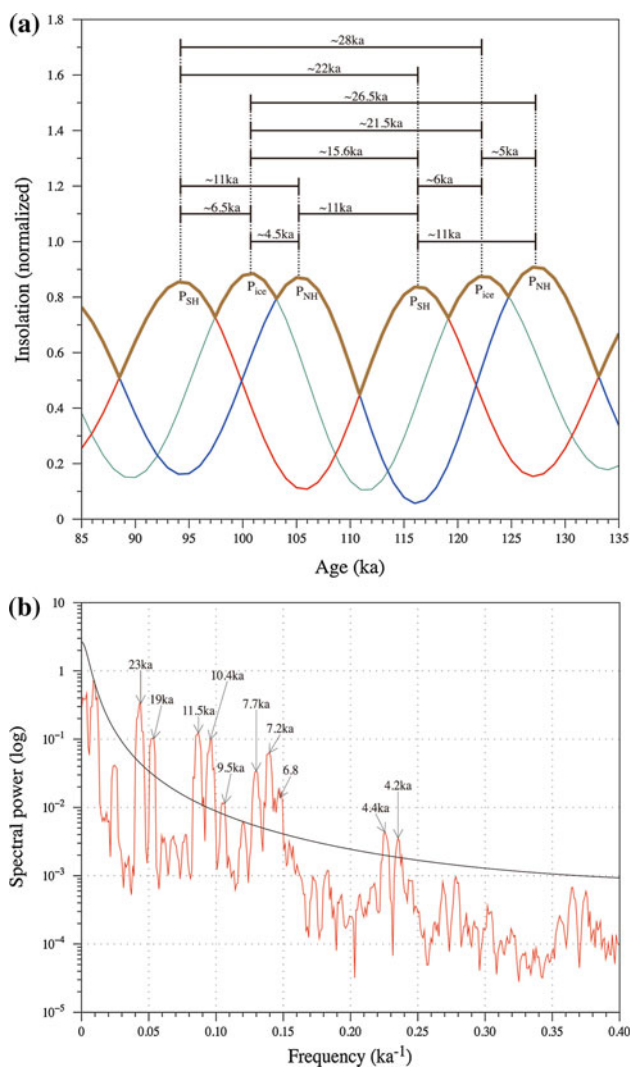 (a)
1.8
1.6
1.4
1.2
1.0
0.8
0.6
0.4
0.2
0
Insolation (normalized)
~28ka
~22ka
~26.5ka
~21.5ka
~15.6ka
~5ka
~11ka
~6ka
~6.5ka
~11ka
~4.5ka
~11ka
PSH
Pice
PNH
PSH
Pice
PNH
85 90 95 100 105 110 115 120 125 130 135
Age (ka)
(b)
10
1
10⁻¹
10⁻²
10⁻³
10⁻⁴
10⁻⁵
Spectral power (log)
23ka
19ka
10.4ka
11.5ka
9.5ka
7.7ka
7.2ka
6.8
4.4ka
4.2ka
0 0.05 0.10 0.15 0.20 0.25 0.30 0.35 0.40
Frequency (ka⁻¹)